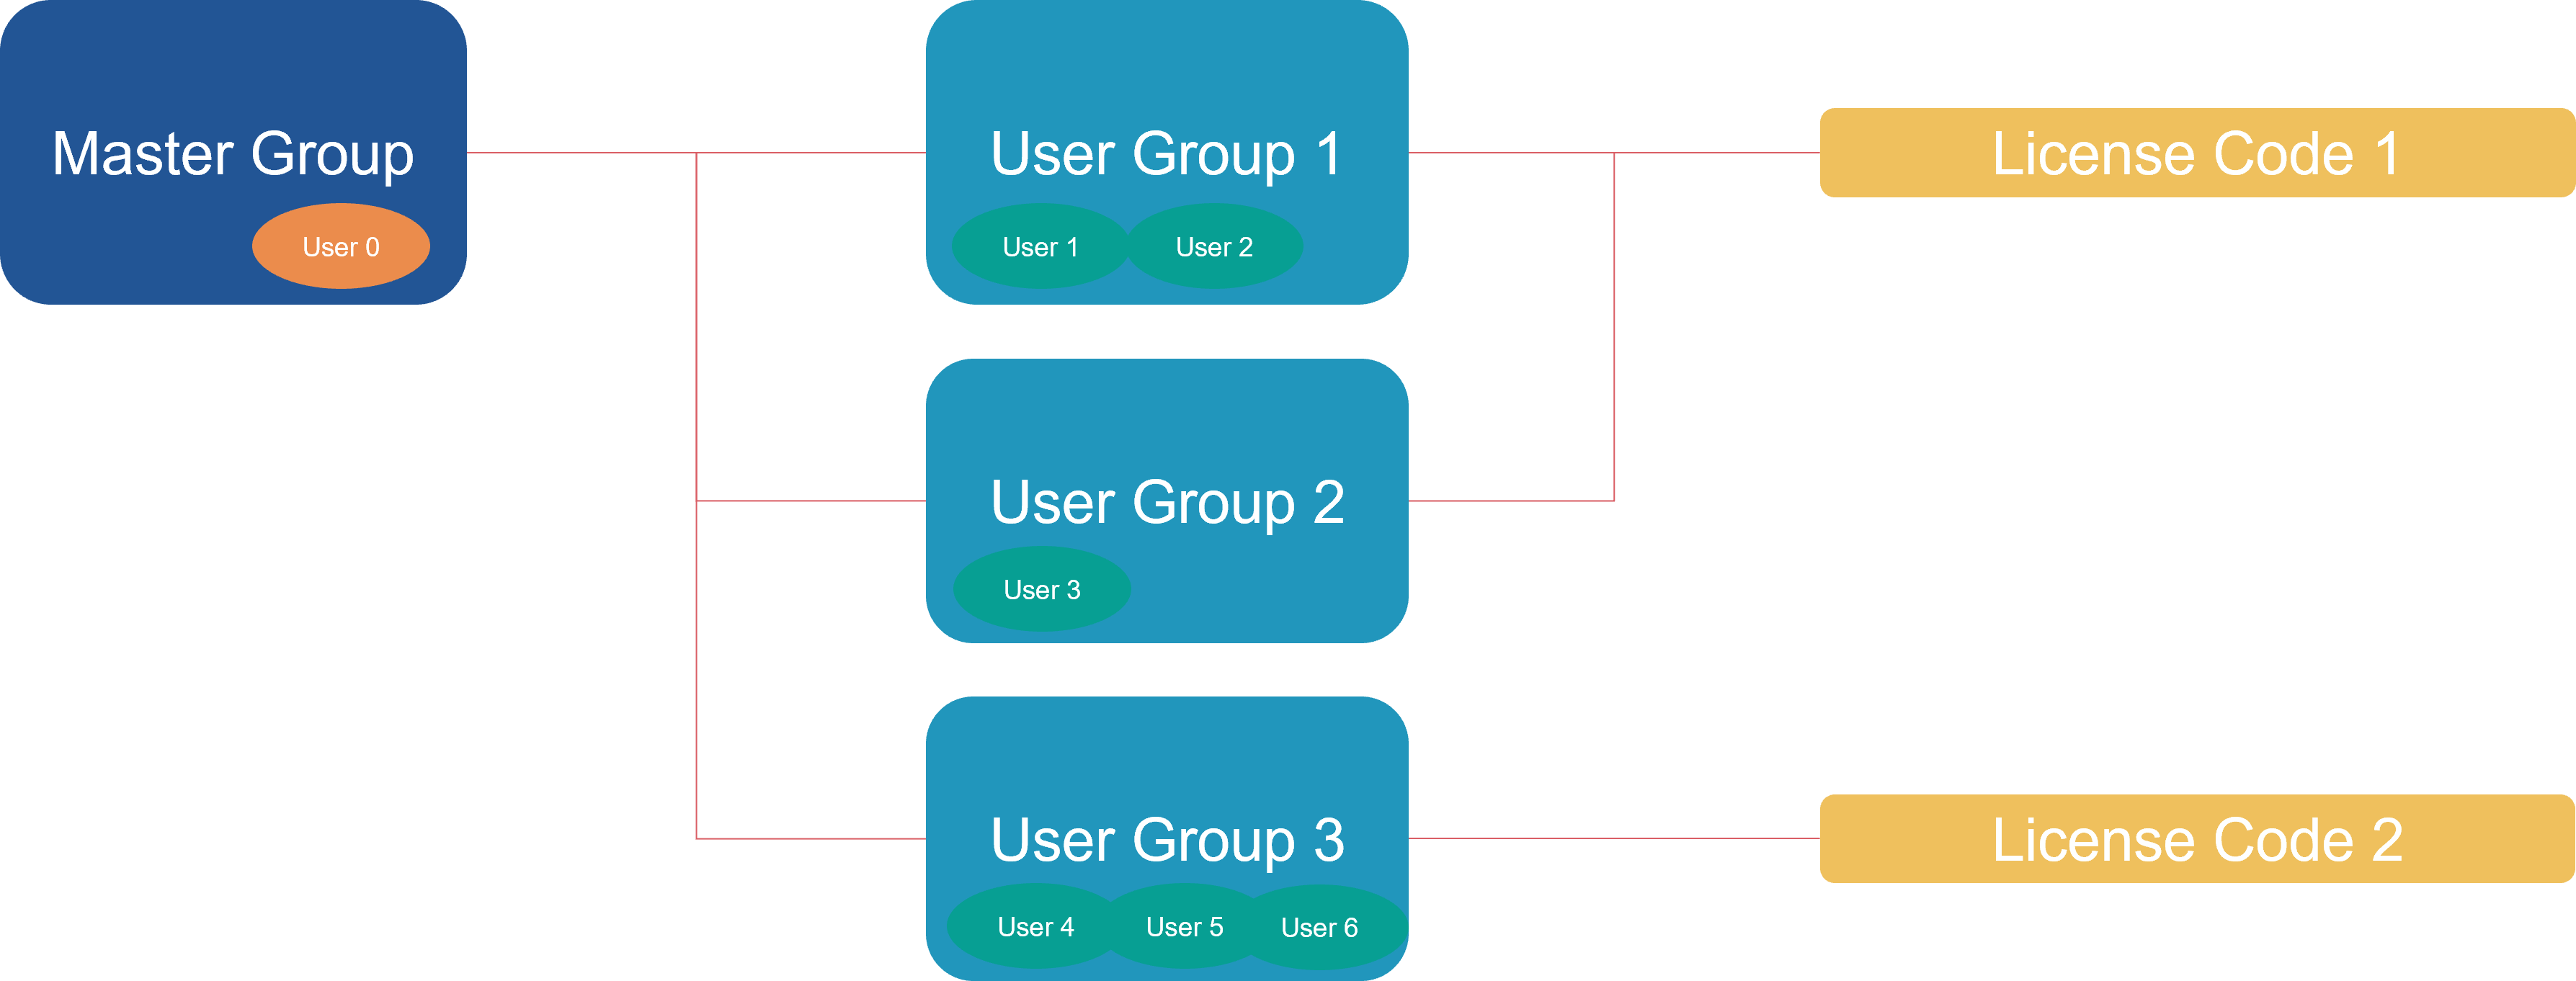 Master Group
User 0
User Group 1
User 1
User 2
License Code 1
User Group 2
User 3
User Group 3
User 4
User 5
User 6
License Code 2